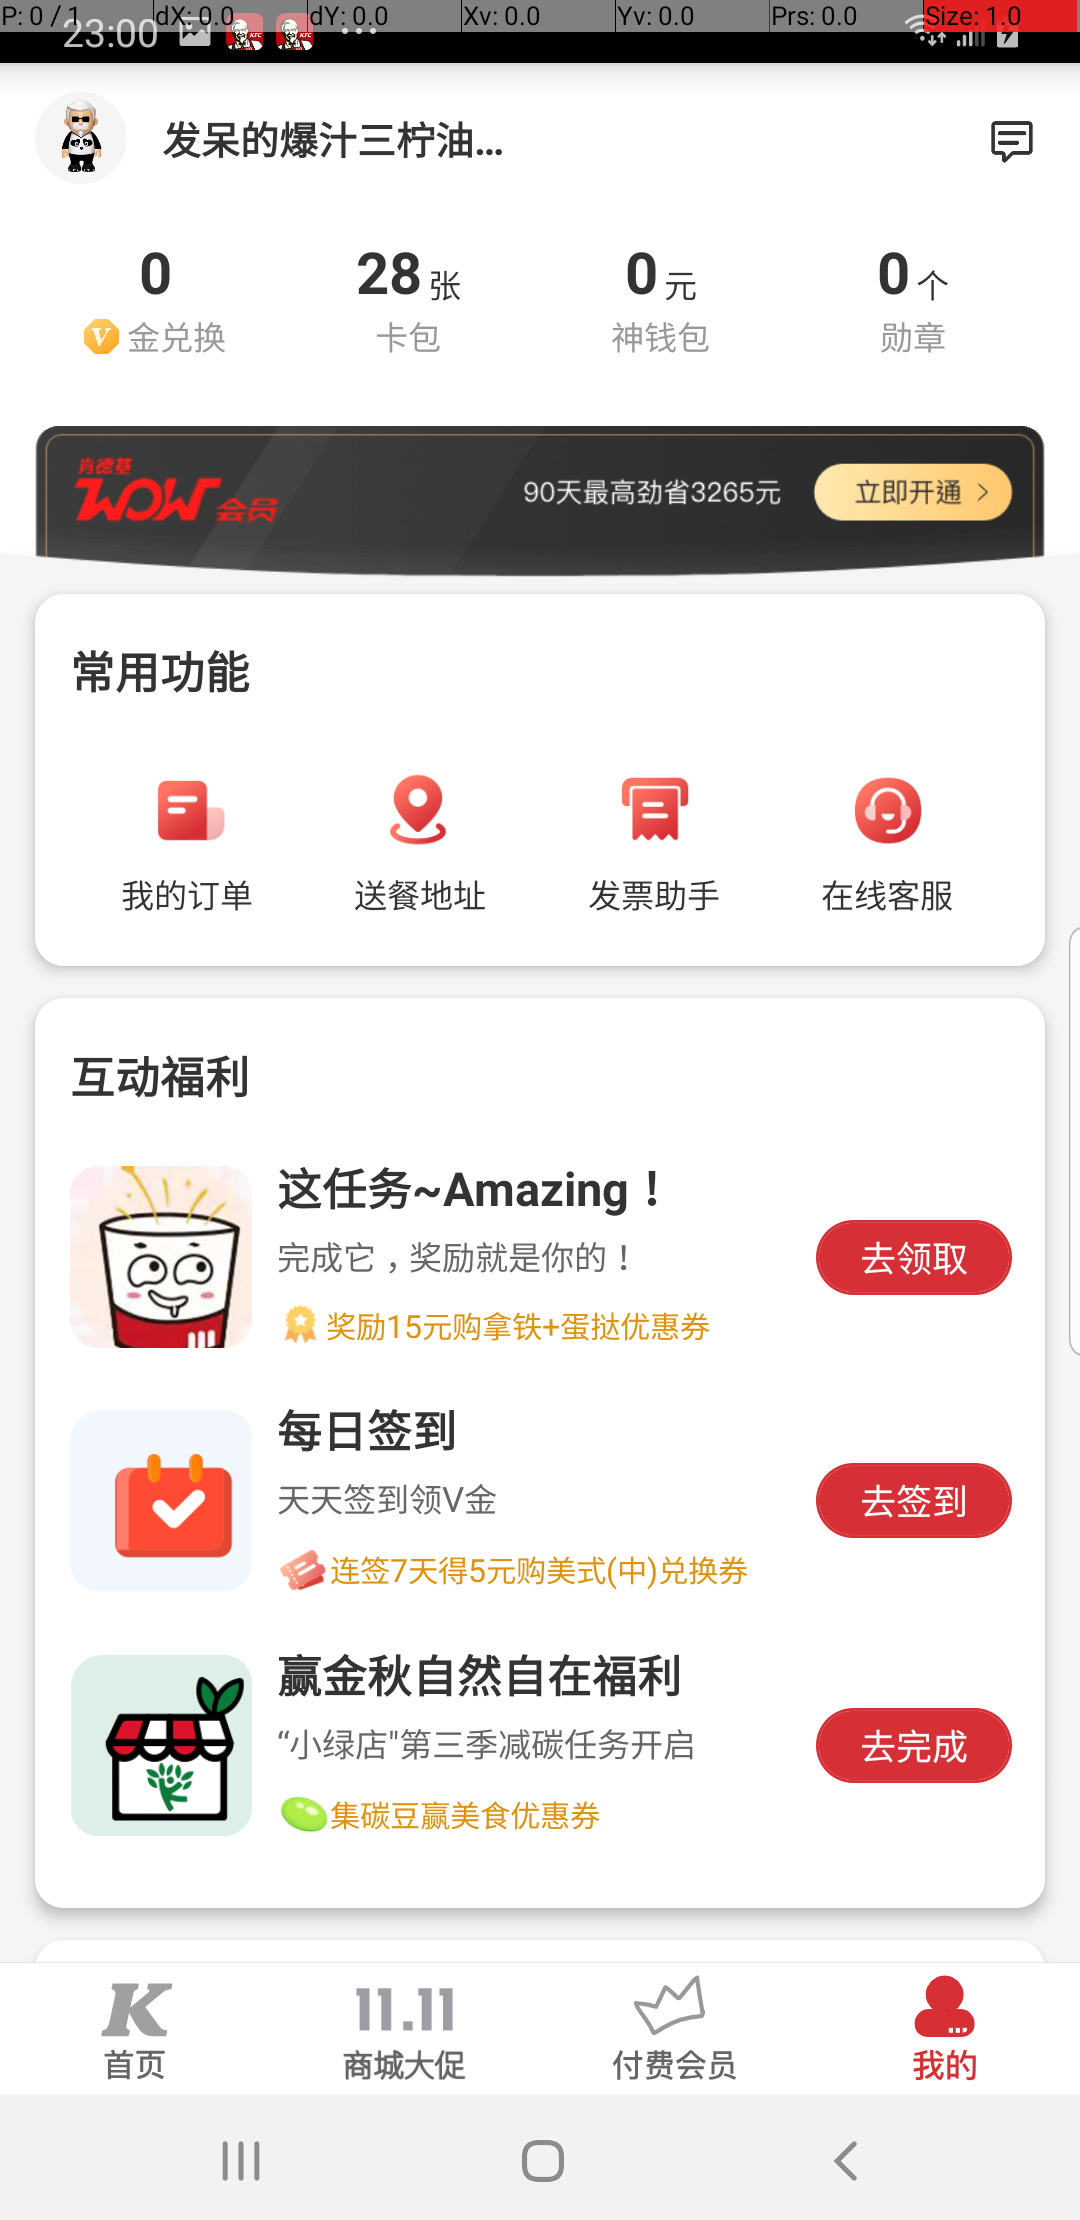 P: 0 / 1 dX: 0.0 dY: 0.0 Xv: 0.0 Yv: 0.0 Prs: 0.0 Size: 1.0
23:00
发呆的爆汁三柠油...
0 28张 0元 0个
V金兑换 卡包 神钱包 勋章
肯德基
WOW会员 90天最高劲省3265元 立即开通 >
常用功能
我的订单 送餐地址 发票助手 在线客服
互动福利
这任务~Amazing！
完成它，奖励就是你的！
去领取
奖励15元购拿铁+蛋挞优惠券
每日签到
天天签到领V金
去签到
连签7天得5元购美式(中)兑换券
赢金秋自然自在福利
“小绿店"第三季减碳任务开启
去完成
集碳豆赢美食优惠券
K 11.11
首页 商城大促 付费会员 我的